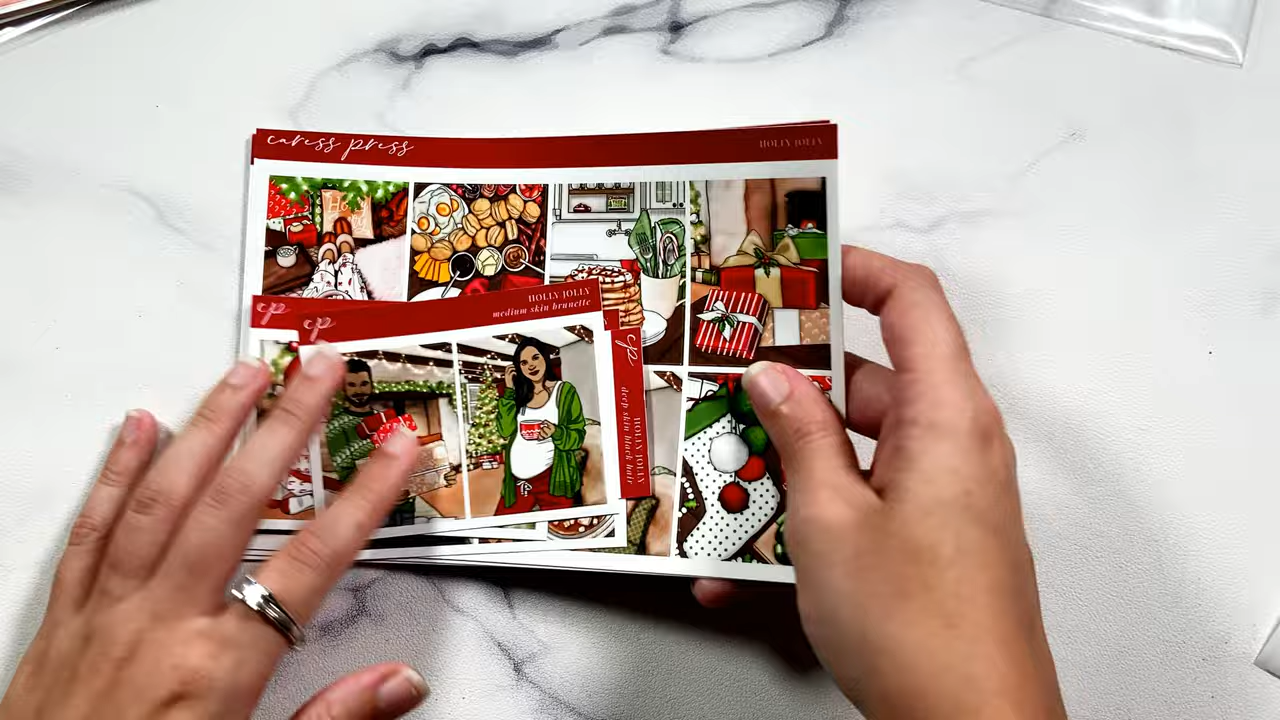 caress press
HOLLY JOLLY
cp
cp
HOLLY JOLLY
medium skin brunette
cp
HOLLY JOLLY
deep skin black hair